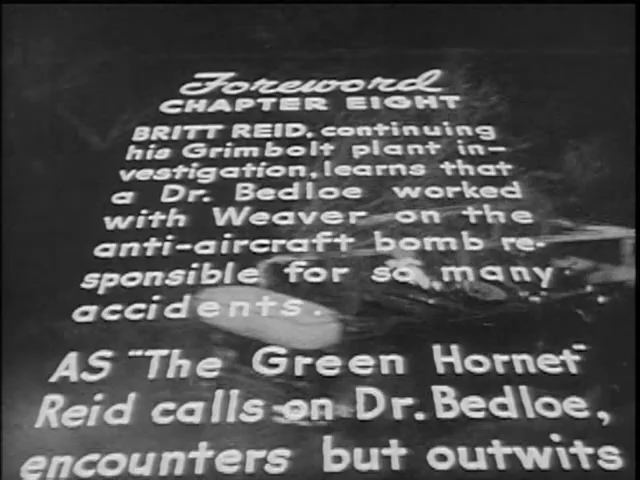 Foreword
CHAPTER EIGHT
BRITT REID, continuing
his Grimbolt plant in-
vestigation, learns that
a Dr. Bedloe worked
with Weaver on the
anti-aircraft bomb re-
sponsible for so many
accidents.
AS "The Green Hornet"
Reid calls on Dr. Bedloe,
encounters but outwits